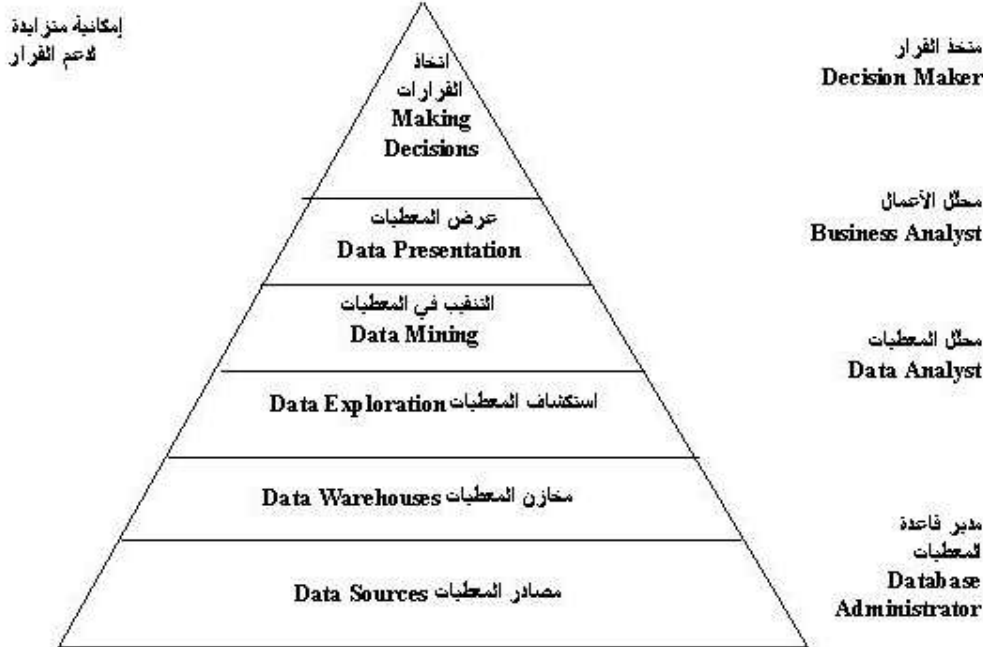 إمكانية متزايدة
لدعم القرار
متخذ القرار
Decision Maker
اتخاذ
القرارات
Making
Decisions
محلّل الأعمال
Business Analyst
عرض المعطيات
Data Presentation
التنقيب في المعطيات
Data Mining
محلّل المعطيات
Data Analyst
استكشاف المعطيات Data Exploration
مخازن المعطيات Data Warehouses
مدير قاعدة
المعطيات
Database
Administrator
مصادر المعطيات Data Sources